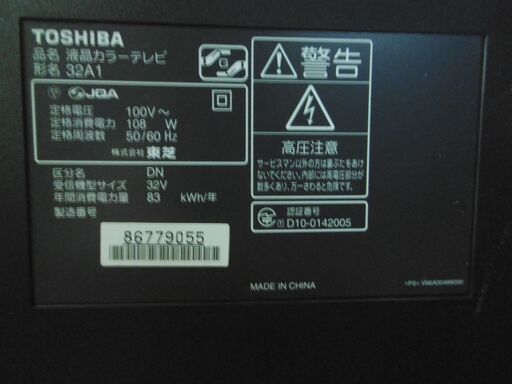 TOSHIBA
品名 液晶カラーテレビ
形名 32A1
JQA
定格電圧 100V～
定格消費電力 108 W
定格周波数 50/60 Hz
株式会社 東芝
区分名 DN
受信機型サイズ 32V
年間消費電力量 83 kWh/年
製造番号
86779055
警告
高圧注意
サービスマン以外の方は裏ぶたをあけ
ないでください。内部には高電圧部分が
数多くあり、万一さわると危険です。
認証番号
D10-0142005
MADE IN CHINA